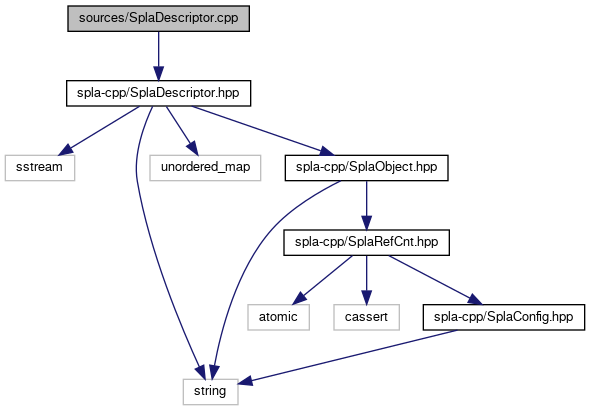 sources/SplaDescriptor.cpp
spla-cpp/SplaDescriptor.hpp
sstream
unordered_map
spla-cpp/SplaObject.hpp
spla-cpp/SplaRefCnt.hpp
atomic
cassert
spla-cpp/SplaConfig.hpp
string